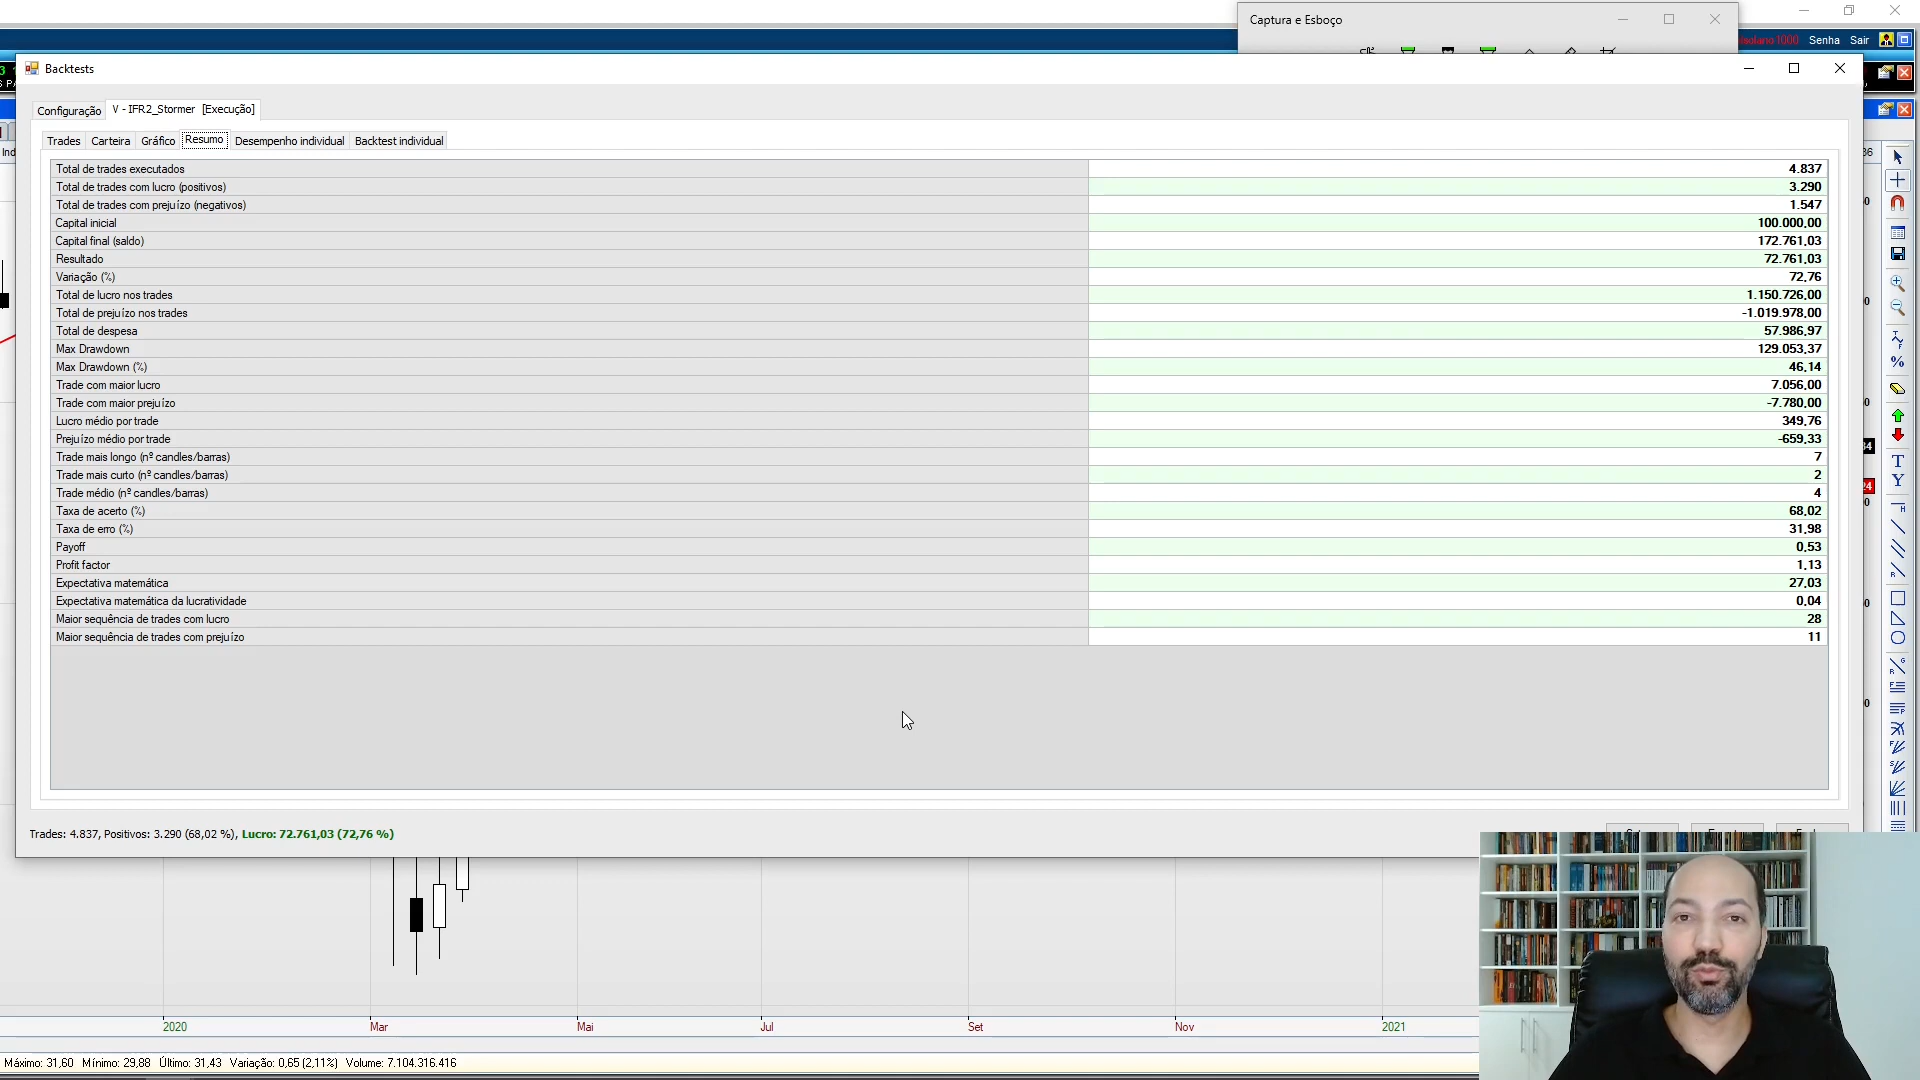 Captura e Esboço
Senha Sair
Backtests
Configuração V - IFR2_Stormer [Execução]
Trades Carteira Gráfico Resumo Desempenho individual Backtest individual
Total de trades executados 4.837
Total de trades com lucro (positivos) 3.290
Total de trades com prejuízo (negativos) 1.547
Capital inicial 100.000,00
Capital final (saldo) 172.761,03
Resultado 72.761,03
Variação (%) 72,76
Total de lucro nos trades 1.150.726,00
Total de prejuízo nos trades -1.019.978,00
Total de despesa 57.986,97
Max Drawdown 129.053,37
Max Drawdown (%) 46,14
Trade com maior lucro 7.056,00
Trade com maior prejuízo -7.780,00
Lucro médio por trade 349,76
Prejuízo médio por trade -659,33
Trade mais longo (nº candles/barras) 7
Trade mais curto (nº candles/barras) 2
Trade médio (nº candles/barras) 4
Taxa de acerto (%) 68,02
Taxa de erro (%) 31,98
Payoff 0,53
Profit factor 1,13
Expectativa matemática 27,03
Expectativa matemática da lucratividade 0,04
Maior sequência de trades com lucro 28
Maior sequência de trades com prejuízo 11
Trades: 4.837, Positivos: 3.290 (68,02 %), Lucro: 72.761,03 (72,76 %)
2020 Mar Mai Jul Set Nov 2021
Máximo: 31,60 Mínimo: 29,88 Último: 31,43 Variação: 0,65 (2,11%) Volume: 7.104.316.416